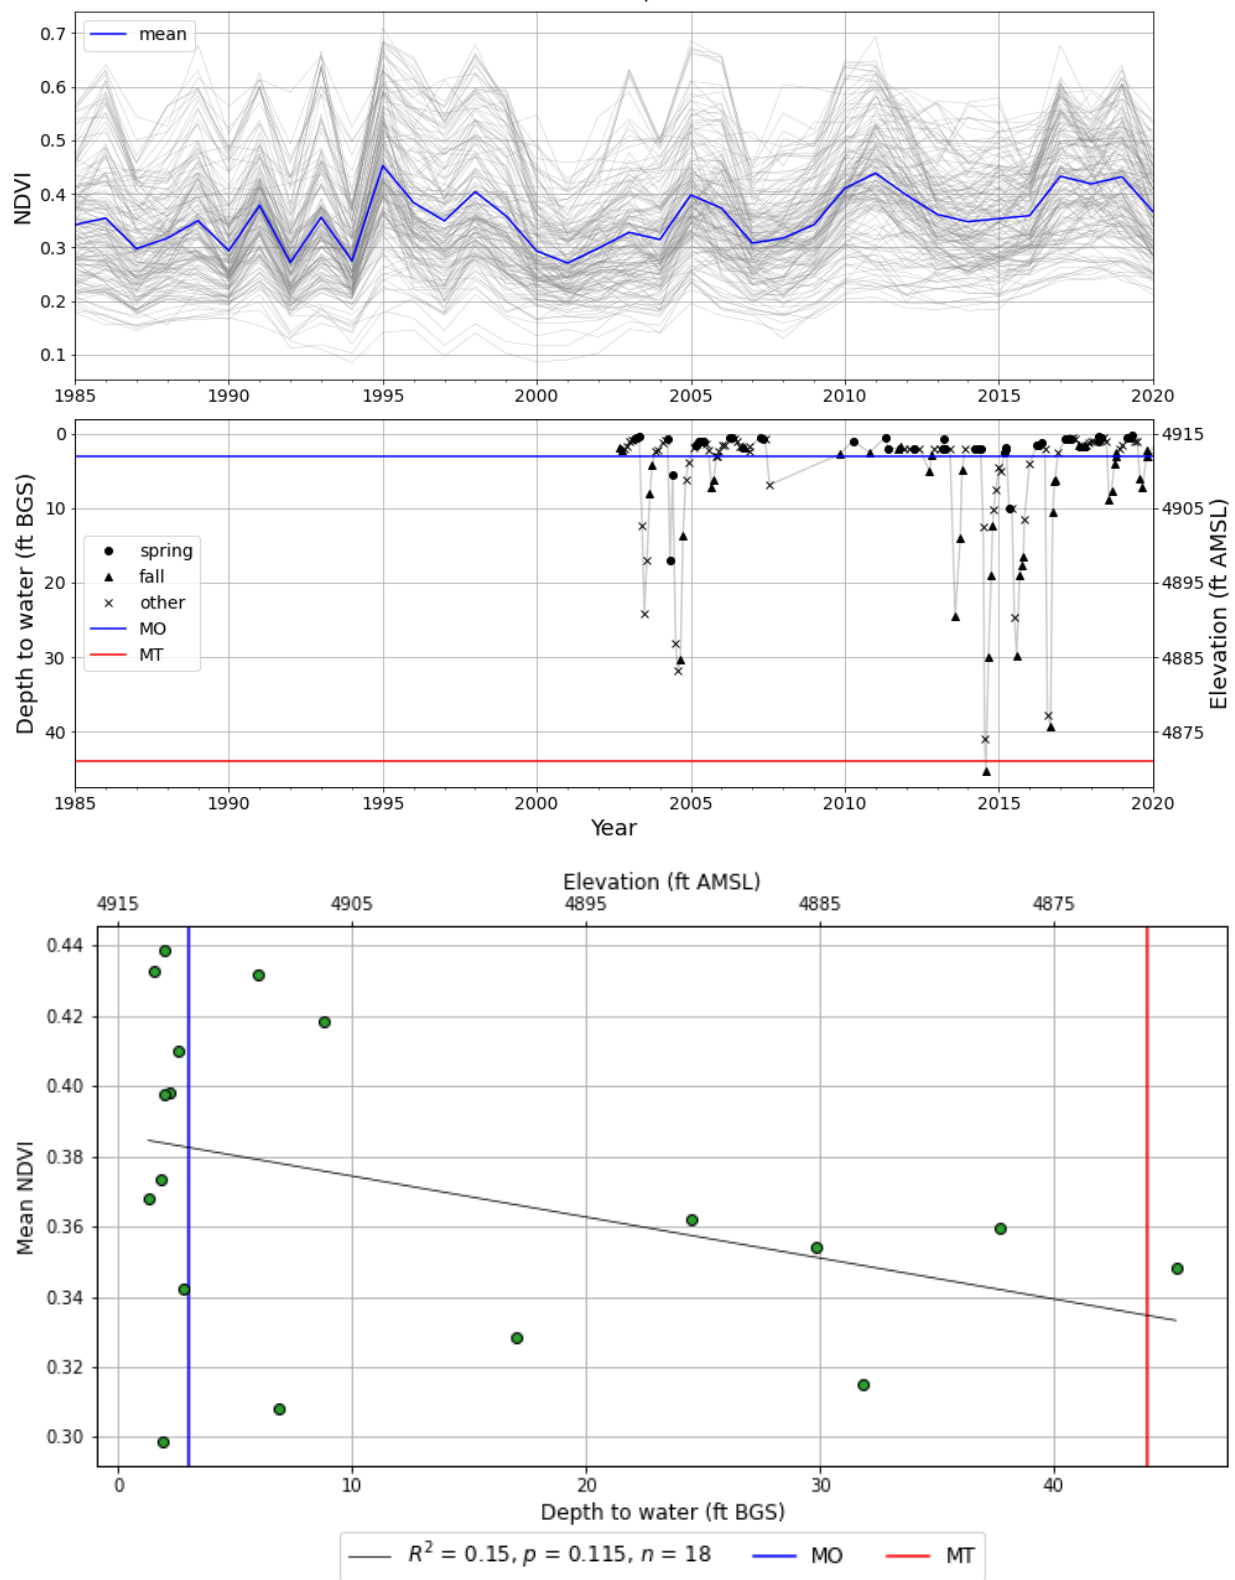 mean
0.7
0.6
0.5
0.4
0.3
0.2
0.1
NDVI
1985 1990 1995 2000 2005 2010 2015 2020
0
10
20
30
40
Depth to water (ft BGS)
spring
fall
other
MO
MT
4915
4905
4895
4885
4875
Elevation (ft AMSL)
1985 1990 1995 2000 2005 2010 2015 2020
Year
Elevation (ft AMSL)
4915 4905 4895 4885 4875
0.44
0.42
0.40
0.38
0.36
0.34
0.32
0.30
Mean NDVI
0 10 20 30 40
Depth to water (ft BGS)
R² = 0.15, p = 0.115, n = 18 MO MT